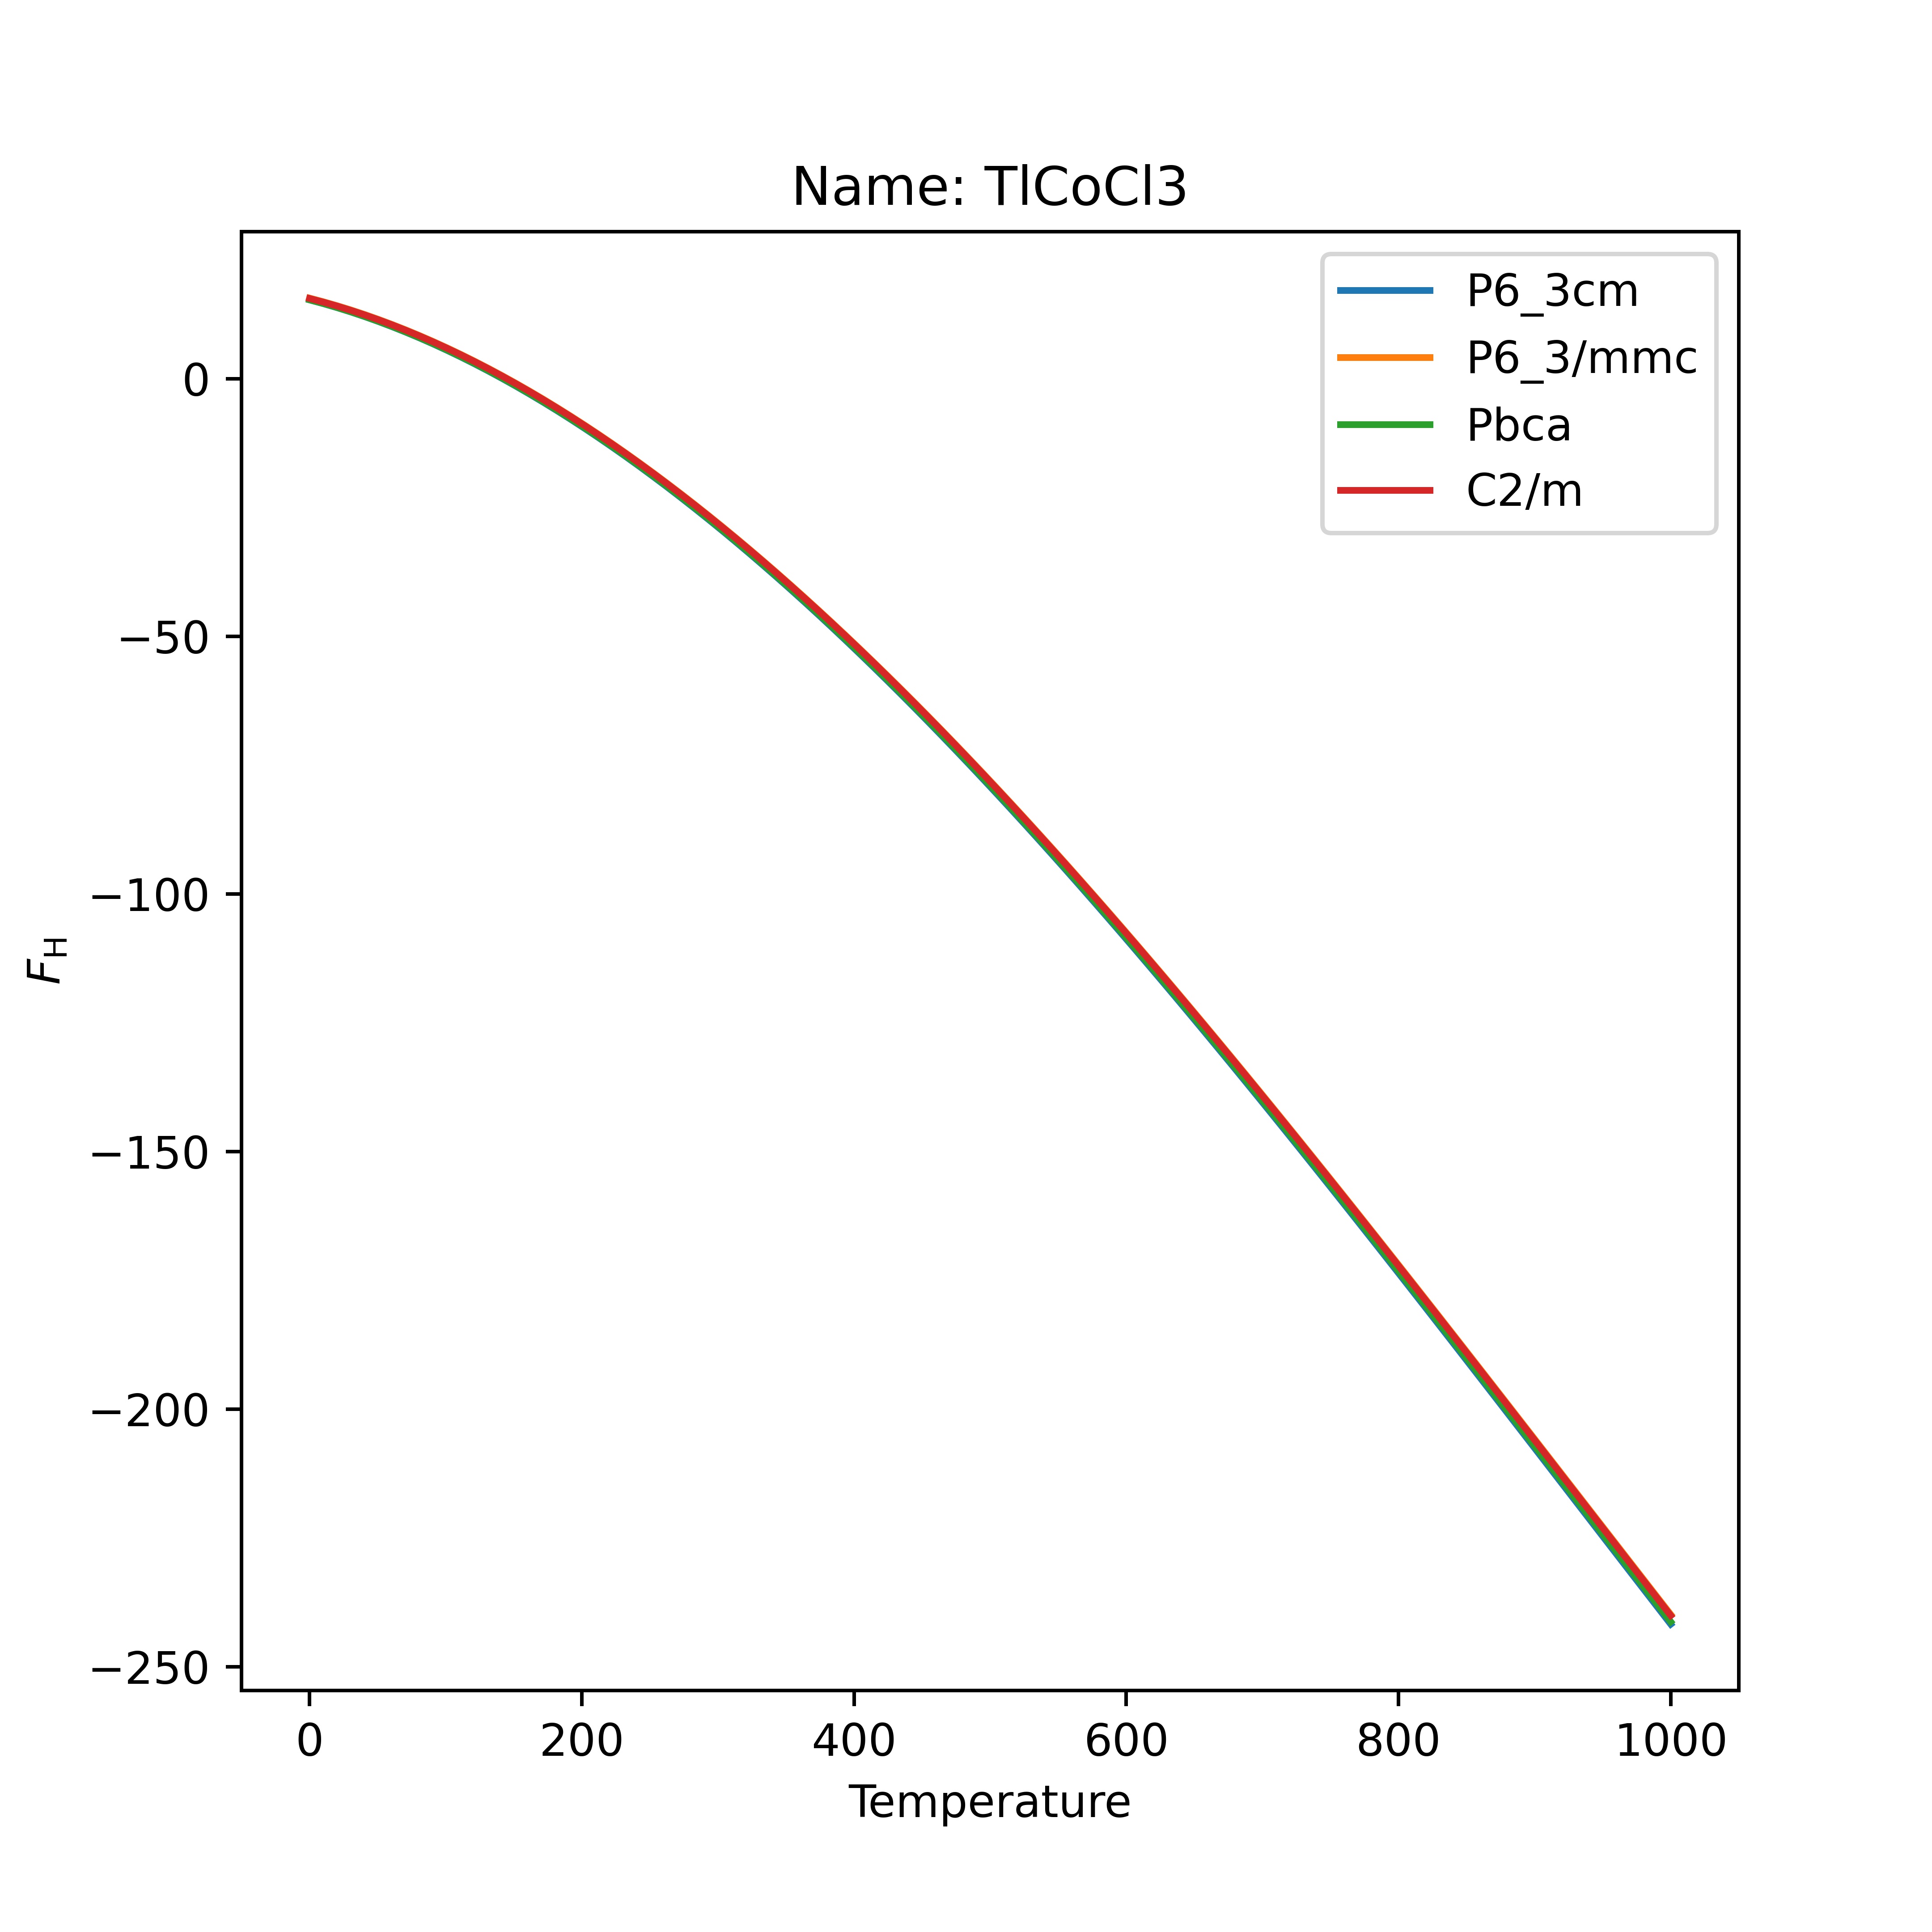 Name: TlCoCl3
P6_3cm
P6_3/mmc
Pbca
C2/m
0
−50
−100
−150
−200
−250
F_H
0 200 400 600 800 1000
Temperature